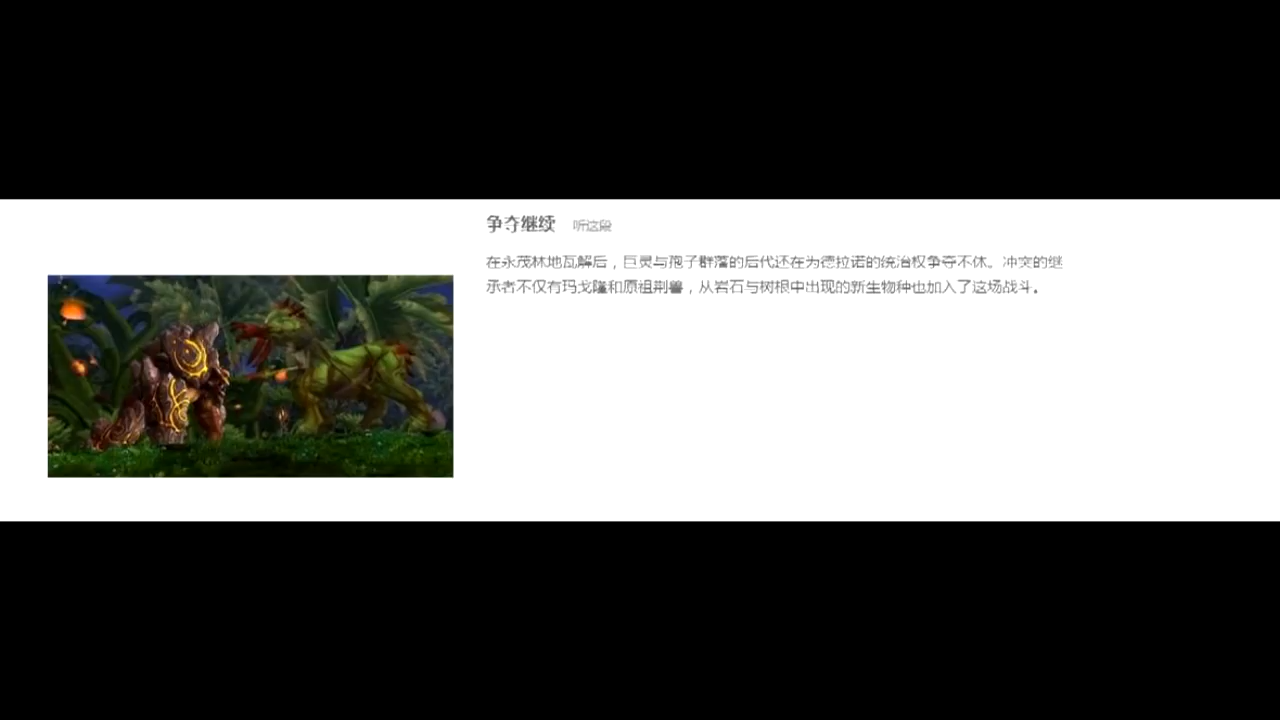 争夺继续 听这段
在永茂林地瓦解后，巨灵与孢子群落的后代还在为德拉诺的统治权争夺不休。冲突的继
承者不仅有玛戈隆和原祖荆兽，从岩石与树根中出现的新生物种也加入了这场战斗。